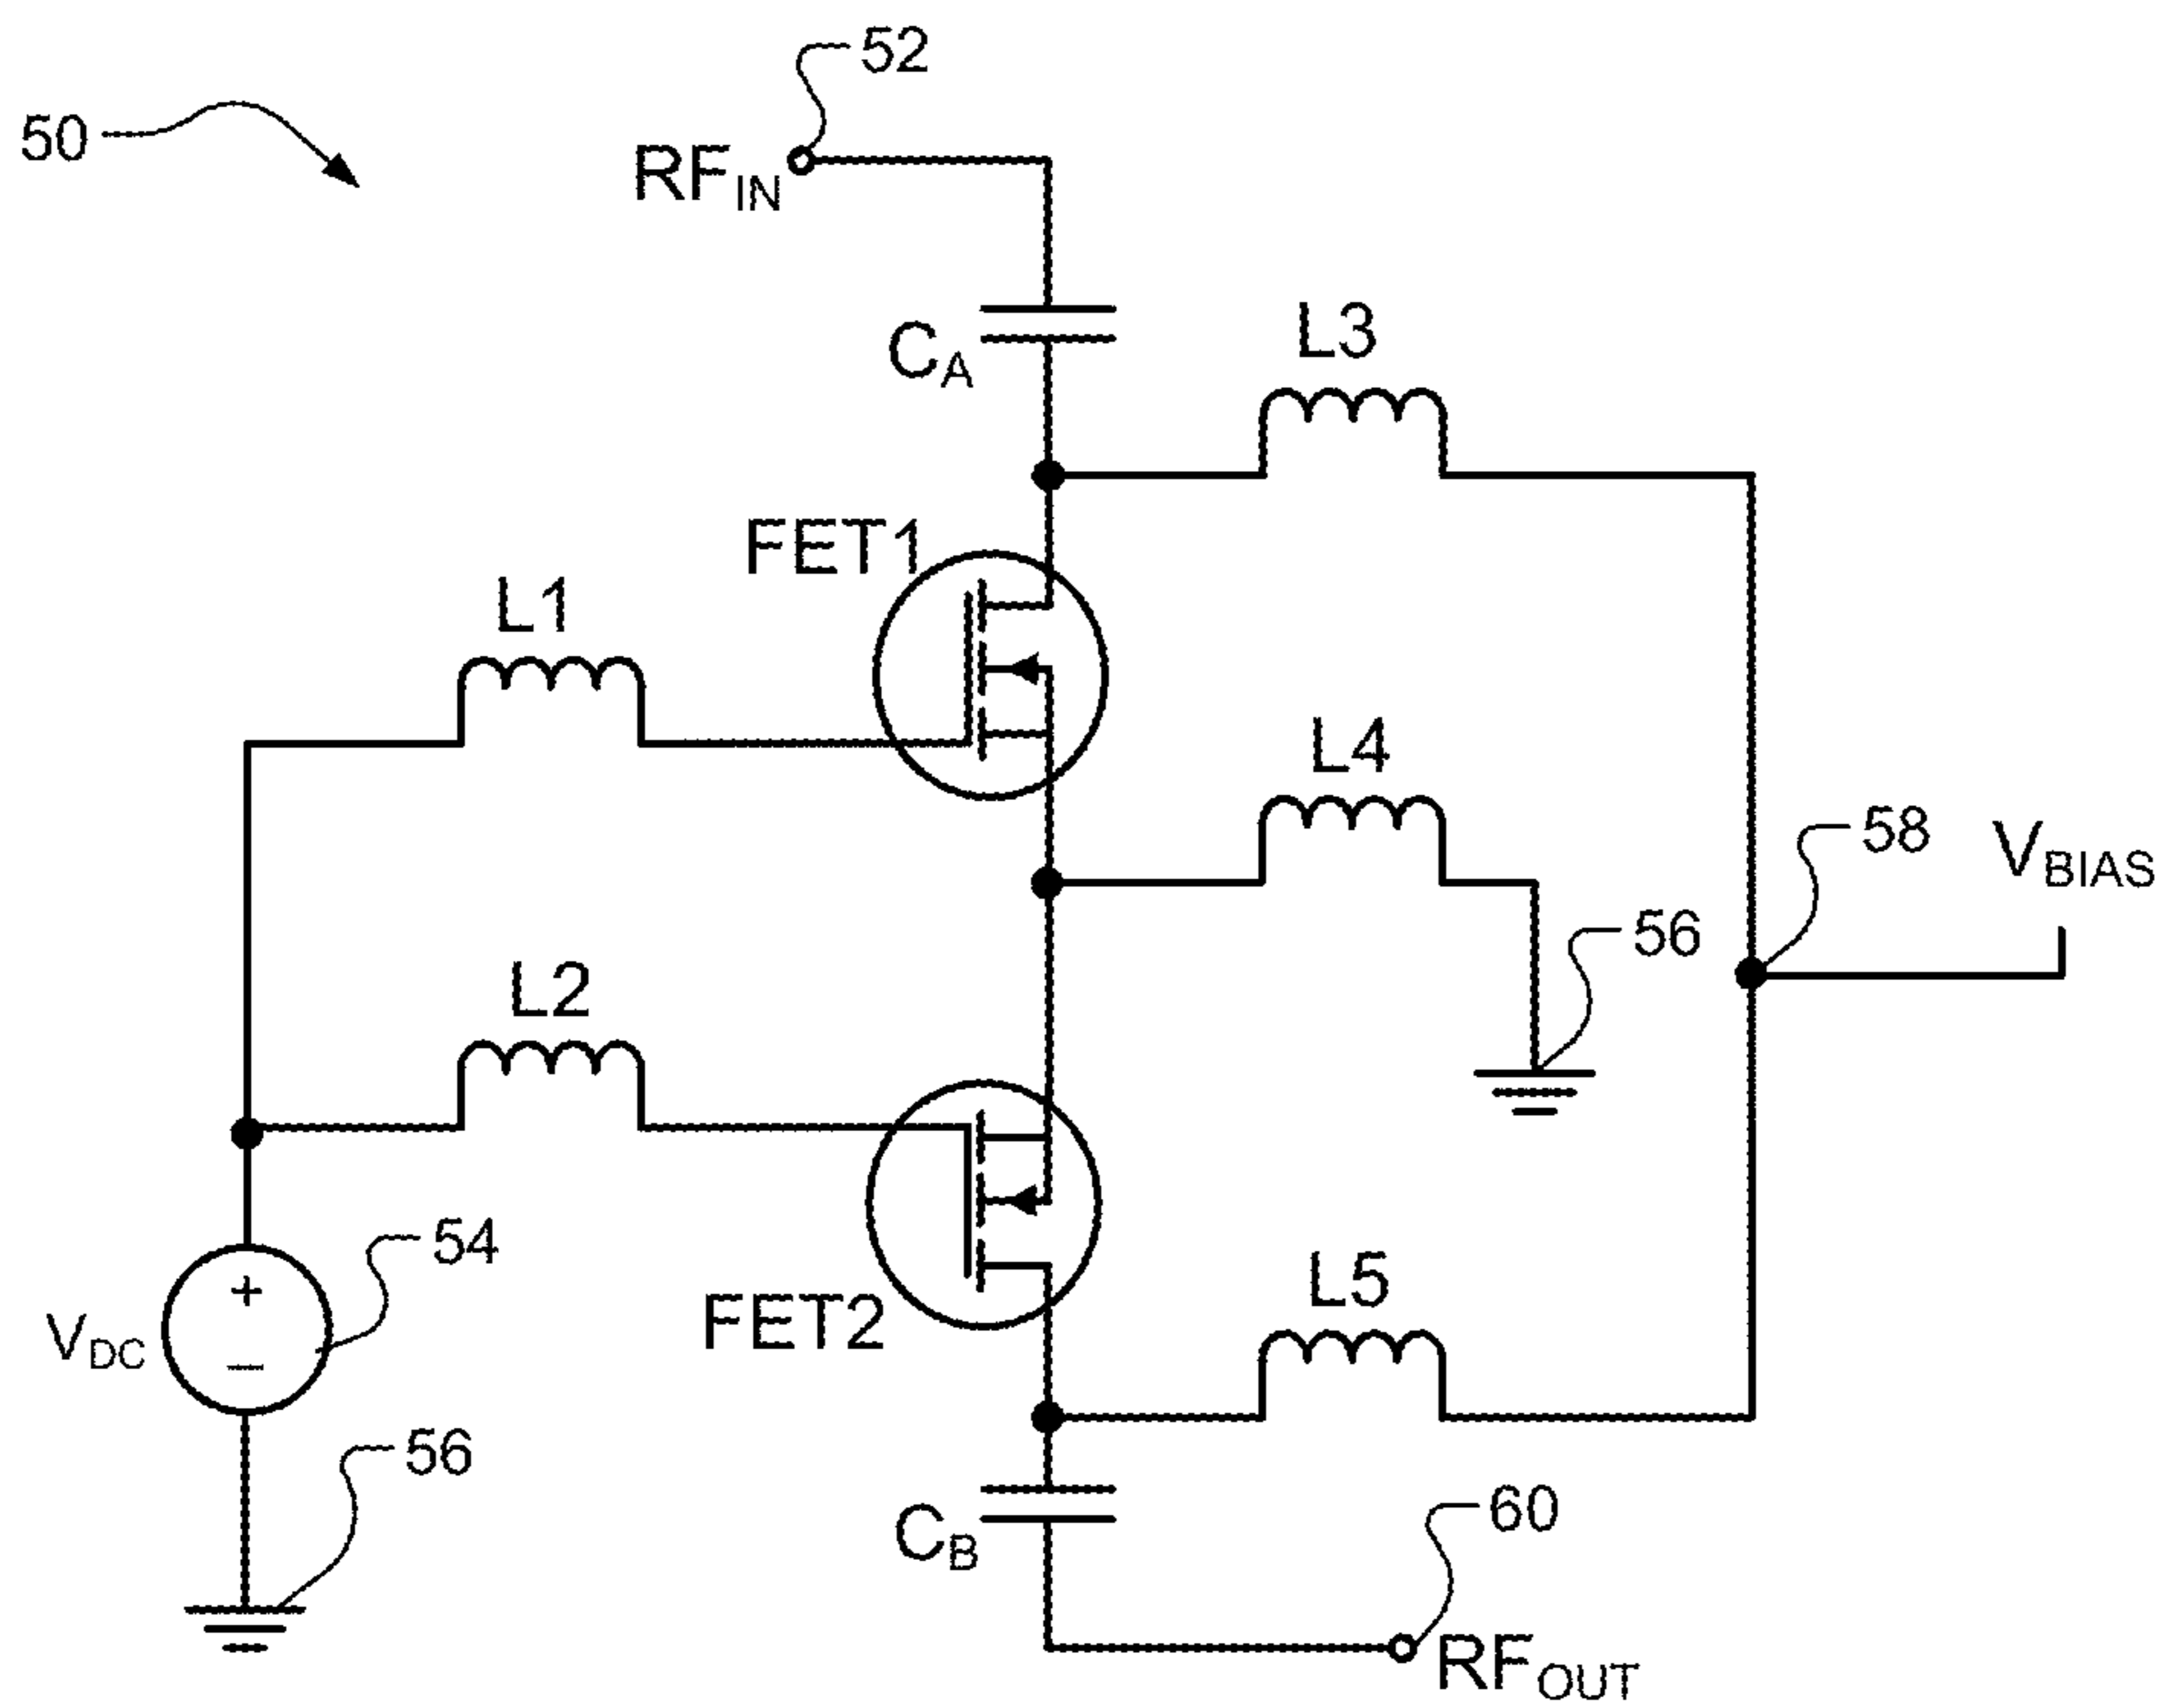 52
50
RFIN
CA
L3
FET1
L1
L4
58
VBIAS
56
L2
54
+
VDC
−
FET2
L5
56
CB
60
RFOUT